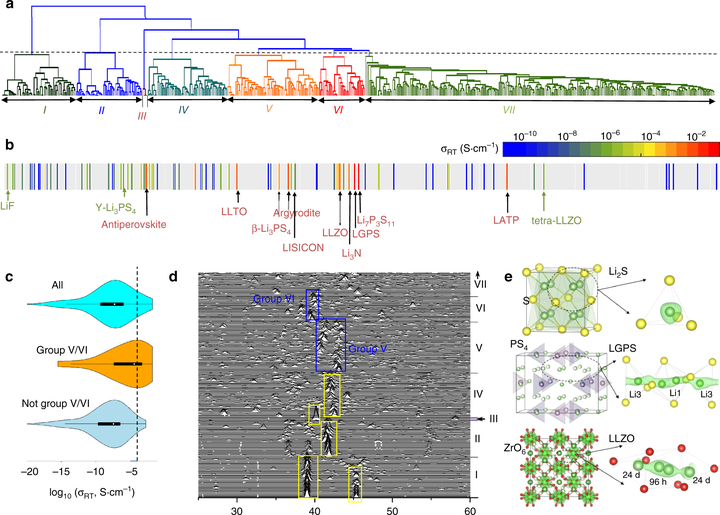 a
I II III IV V VI VII
b
σRT (S·cm⁻¹)
10⁻¹⁰ 10⁻⁸ 10⁻⁶ 10⁻⁴ 10⁻²
LiF
Υ-Li₃PS₄
Antiperovskite
LLTO
β-Li₃PS₄
Argyrodite
LISICON
LLZO
Li₃N
LGPS
Li₇P₃S₁₁
LATP
tetra-LLZO
c
All
Group V/VI
Not group V/VI
−20 −15 −10 −5
log₁₀ (σRT, S·cm⁻¹)
d
Group VI
Group V
VII
VI
V
IV
III
II
I
30 40 50 60
e
Li₂S
S
PS₄
LGPS
Li3 Li1 Li3
LLZO
24 d 96 h 24 d